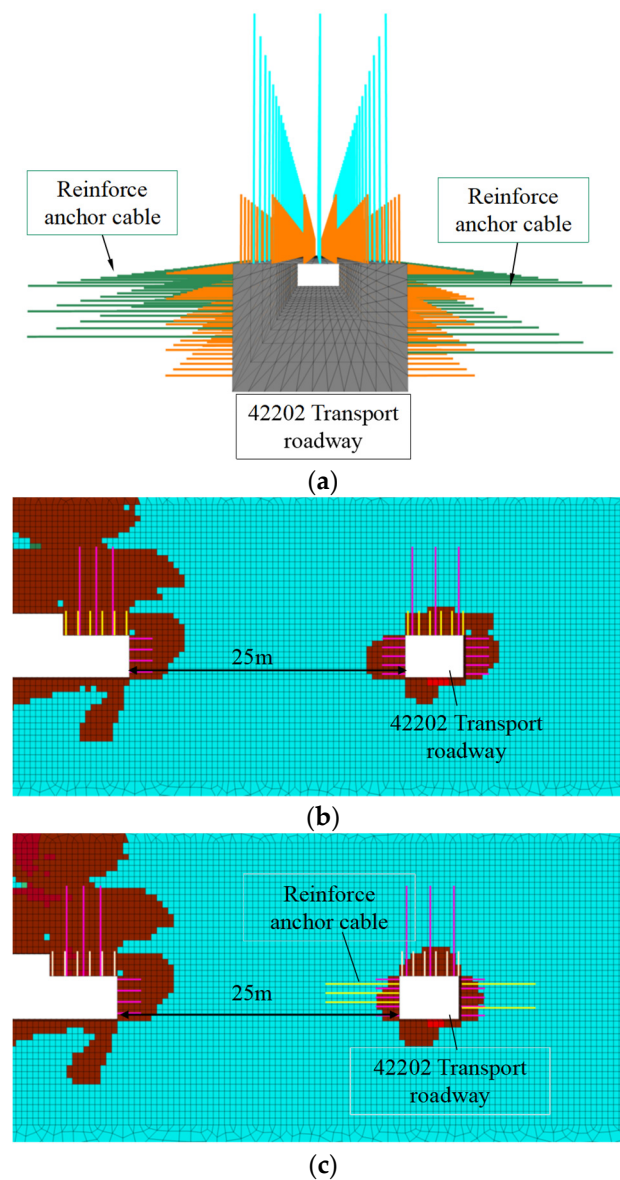 Reinforce
anchor cable
Reinforce
anchor cable
42202 Transport
roadway
(a)
25m
42202 Transport
roadway
(b)
Reinforce
anchor cable
25m
42202 Transport
roadway
(c)